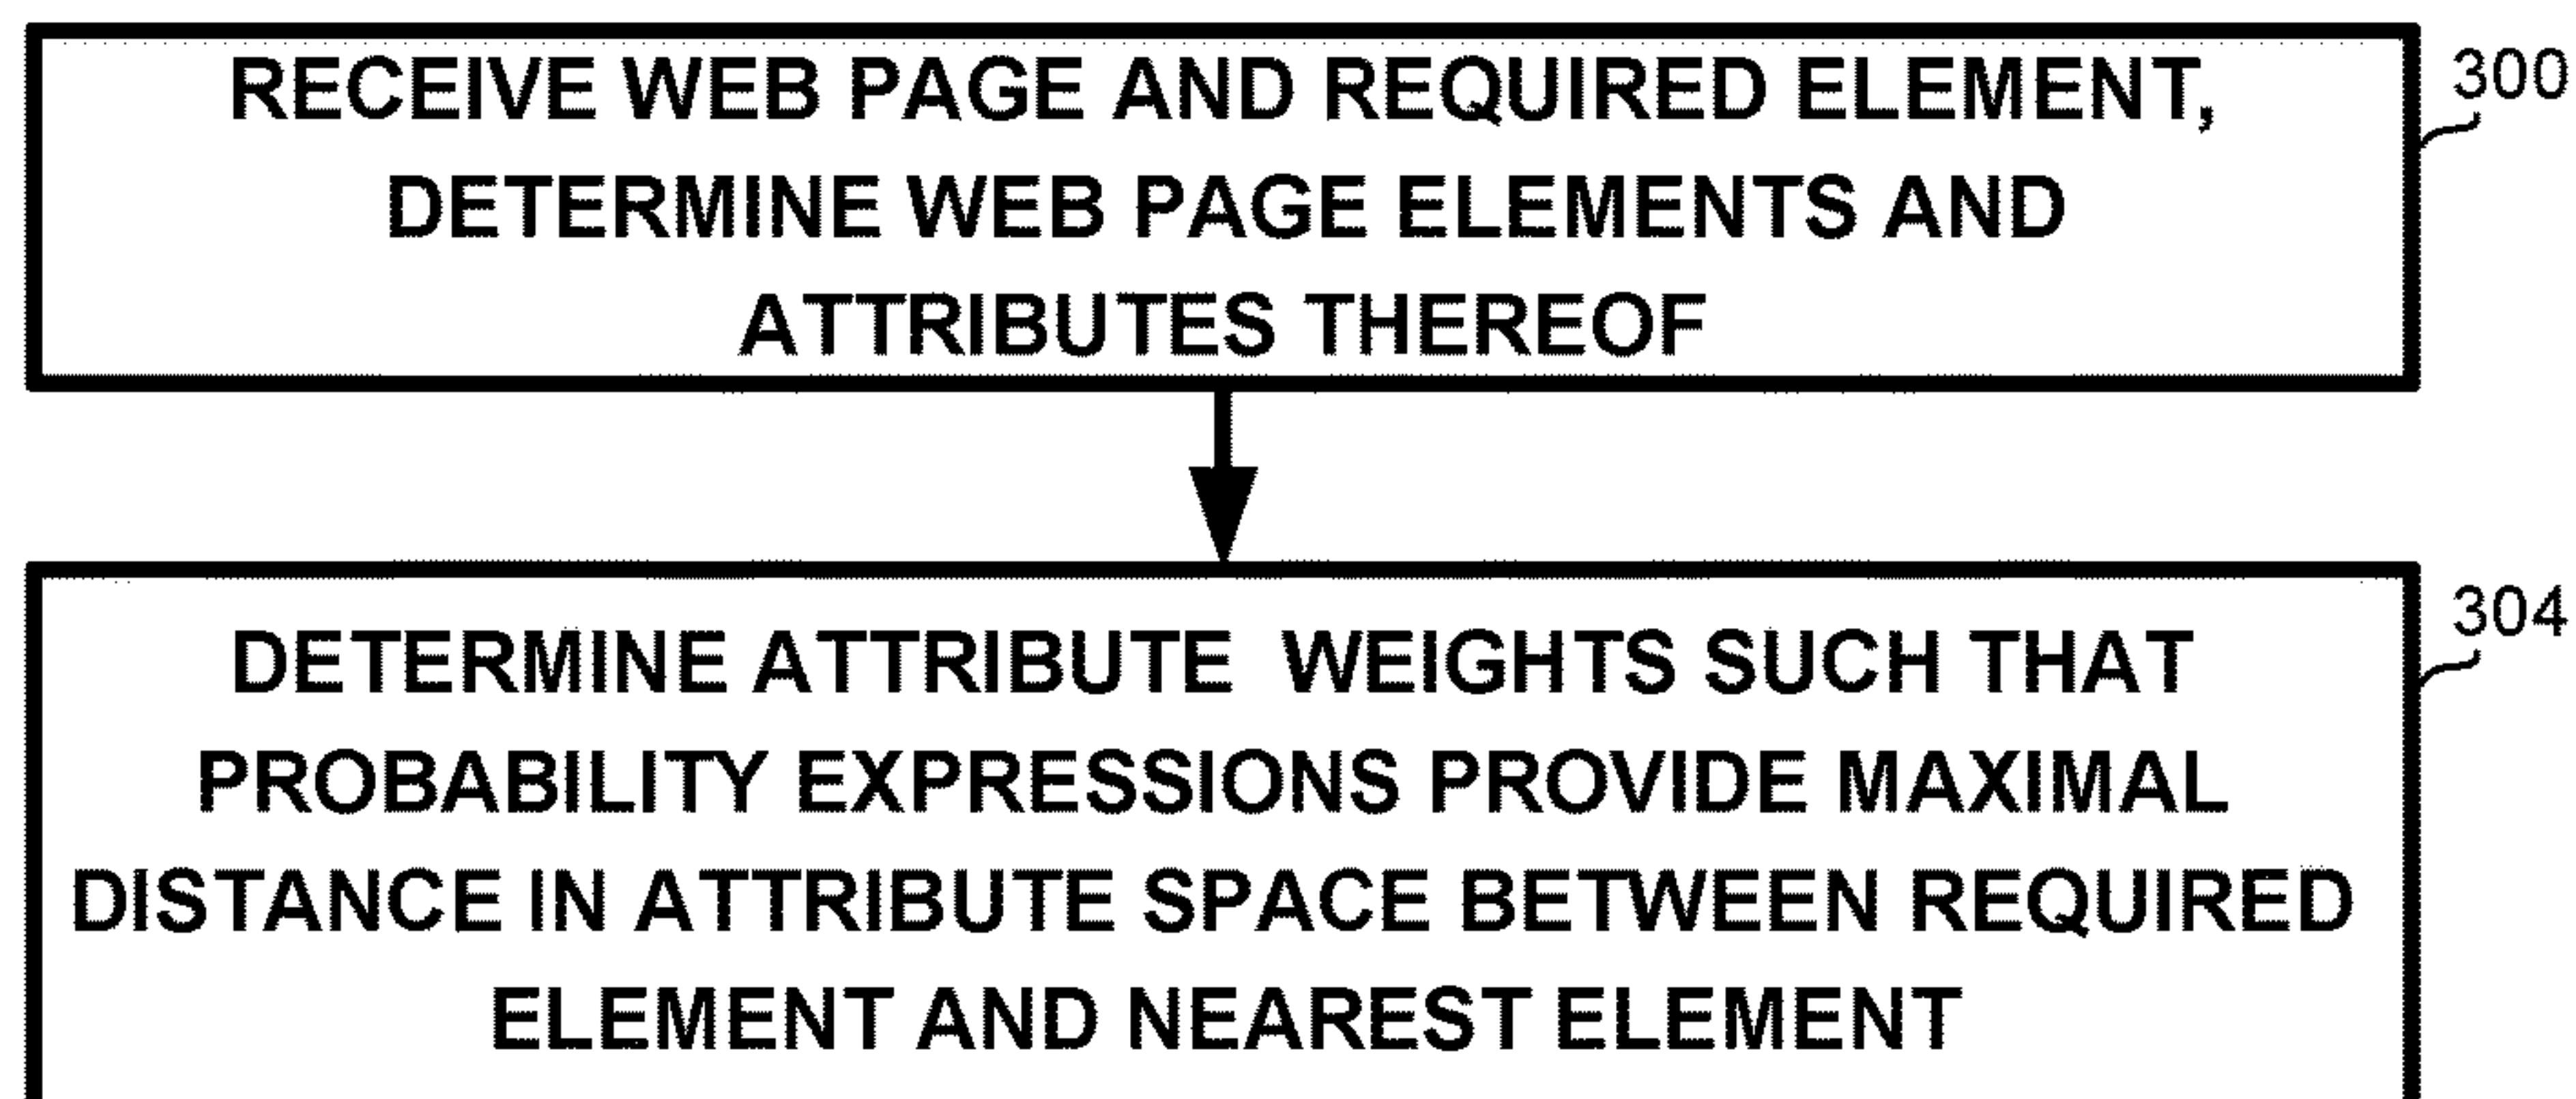 RECEIVE WEB PAGE AND REQUIRED ELEMENT,
DETERMINE WEB PAGE ELEMENTS AND
ATTRIBUTES THEREOF
300
DETERMINE ATTRIBUTE WEIGHTS SUCH THAT
PROBABILITY EXPRESSIONS PROVIDE MAXIMAL
DISTANCE IN ATTRIBUTE SPACE BETWEEN REQUIRED
ELEMENT AND NEAREST ELEMENT
304